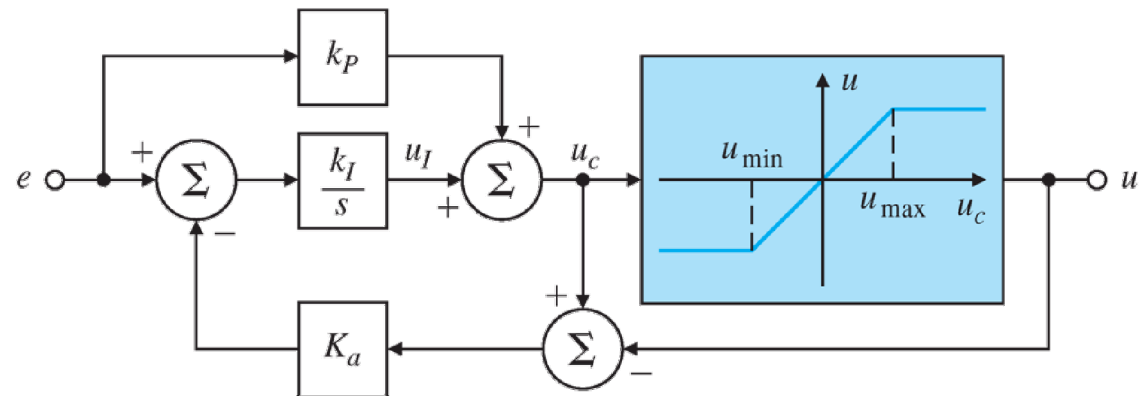 k_P
u
+
+
Σ
k_I
s
u_I
+
Σ
u_c
u_min
u_max
u_c
e
u
−
+
K_a
Σ
−